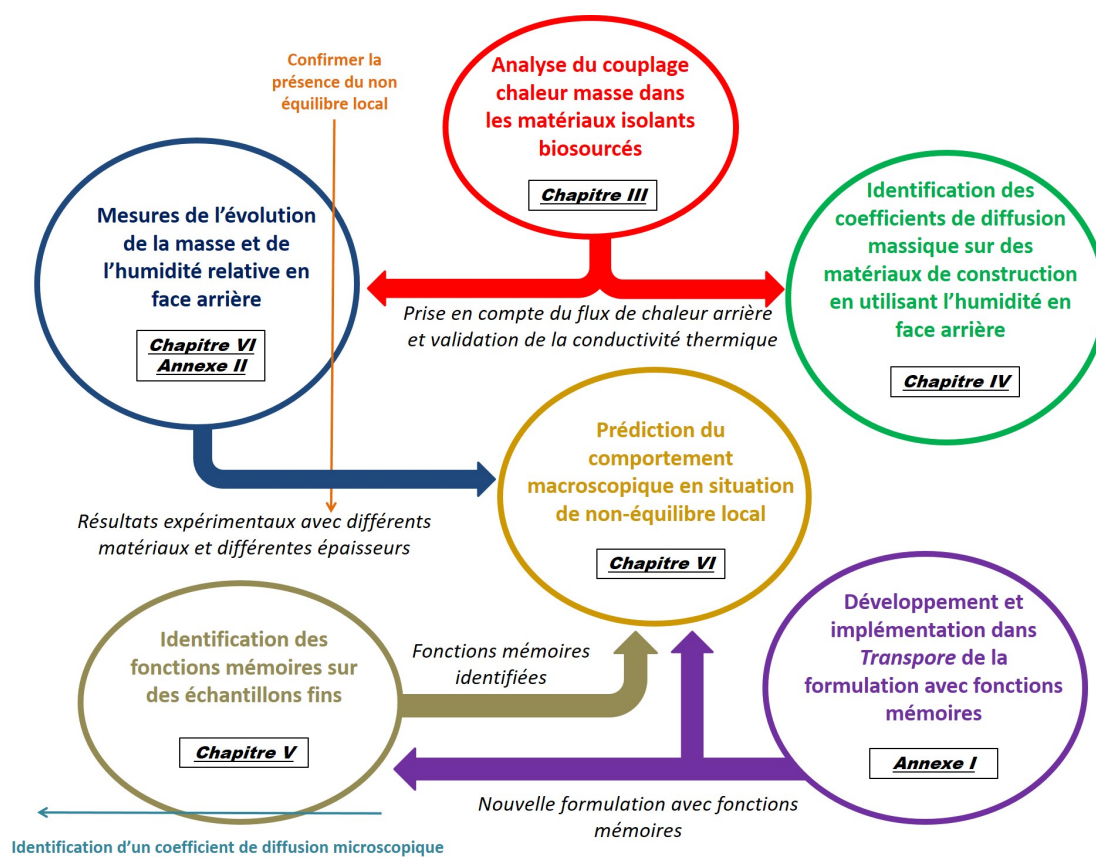 Confirmer la
présence du non
équilibre local
Analyse du couplage
chaleur masse dans
les matériaux isolants
biosourcés
Chapitre III
Mesures de l’évolution
de la masse et de
l’humidité relative en
face arrière
Chapitre VI
Annexe II
Identification des
coefficients de diffusion
massique sur des
matériaux de construction
en utilisant l’humidité en
face arrière
Chapitre IV
Prise en compte du flux de chaleur arrière
et validation de la conductivité thermique
Prédiction du
comportement
macroscopique en situation
de non-équilibre local
Chapitre VI
Résultats expérimentaux avec différents
matériaux et différentes épaisseurs
Identification des
fonctions mémoires sur
des échantillons fins
Chapitre V
Fonctions mémoires
identifiées
Développement et
implémentation dans
Transpore de la
formulation avec fonctions
mémoires
Annexe I
Nouvelle formulation avec fonctions
mémoires
Identification d’un coefficient de diffusion microscopique